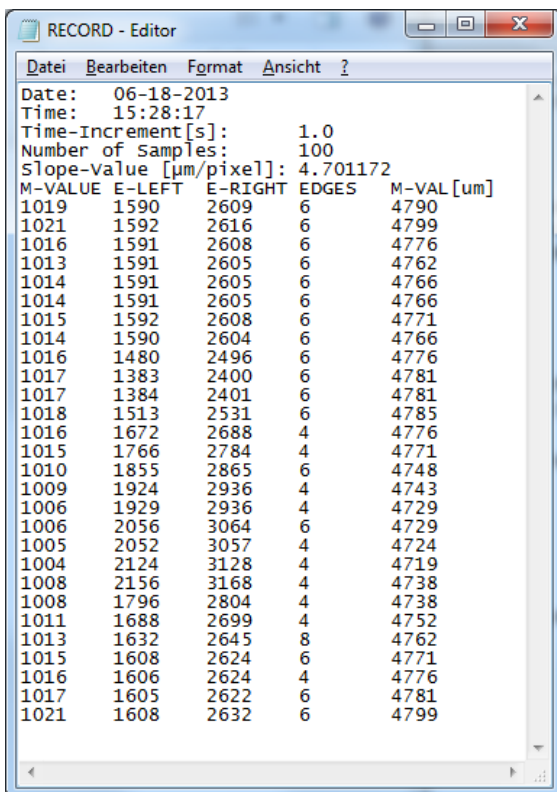 RECORD - Editor
Datei Bearbeiten Format Ansicht ?
Date: 06-18-2013
Time: 15:28:17
Time-Increment[s]: 1.0
Number of Samples: 100
Slope-Value [µm/pixel]: 4.701172
M-VALUE E-LEFT E-RIGHT EDGES M-VAL[um]
1019 1590 2609 6 4790
1021 1592 2616 6 4799
1016 1591 2608 6 4776
1013 1591 2605 6 4762
1014 1591 2605 6 4766
1014 1591 2605 6 4766
1015 1592 2608 6 4771
1014 1590 2604 6 4766
1016 1480 2496 6 4776
1017 1383 2400 6 4781
1017 1384 2401 6 4781
1018 1513 2531 6 4785
1016 1672 2688 4 4776
1015 1766 2784 4 4771
1010 1855 2865 6 4748
1009 1924 2936 4 4743
1006 1929 2936 4 4729
1006 2056 3064 6 4729
1005 2052 3057 4 4724
1004 2124 3128 4 4719
1008 2156 3168 4 4738
1008 1796 2804 4 4738
1011 1688 2699 4 4752
1013 1632 2645 8 4762
1015 1608 2624 6 4771
1016 1606 2624 4 4776
1017 1605 2622 6 4781
1021 1608 2632 6 4799